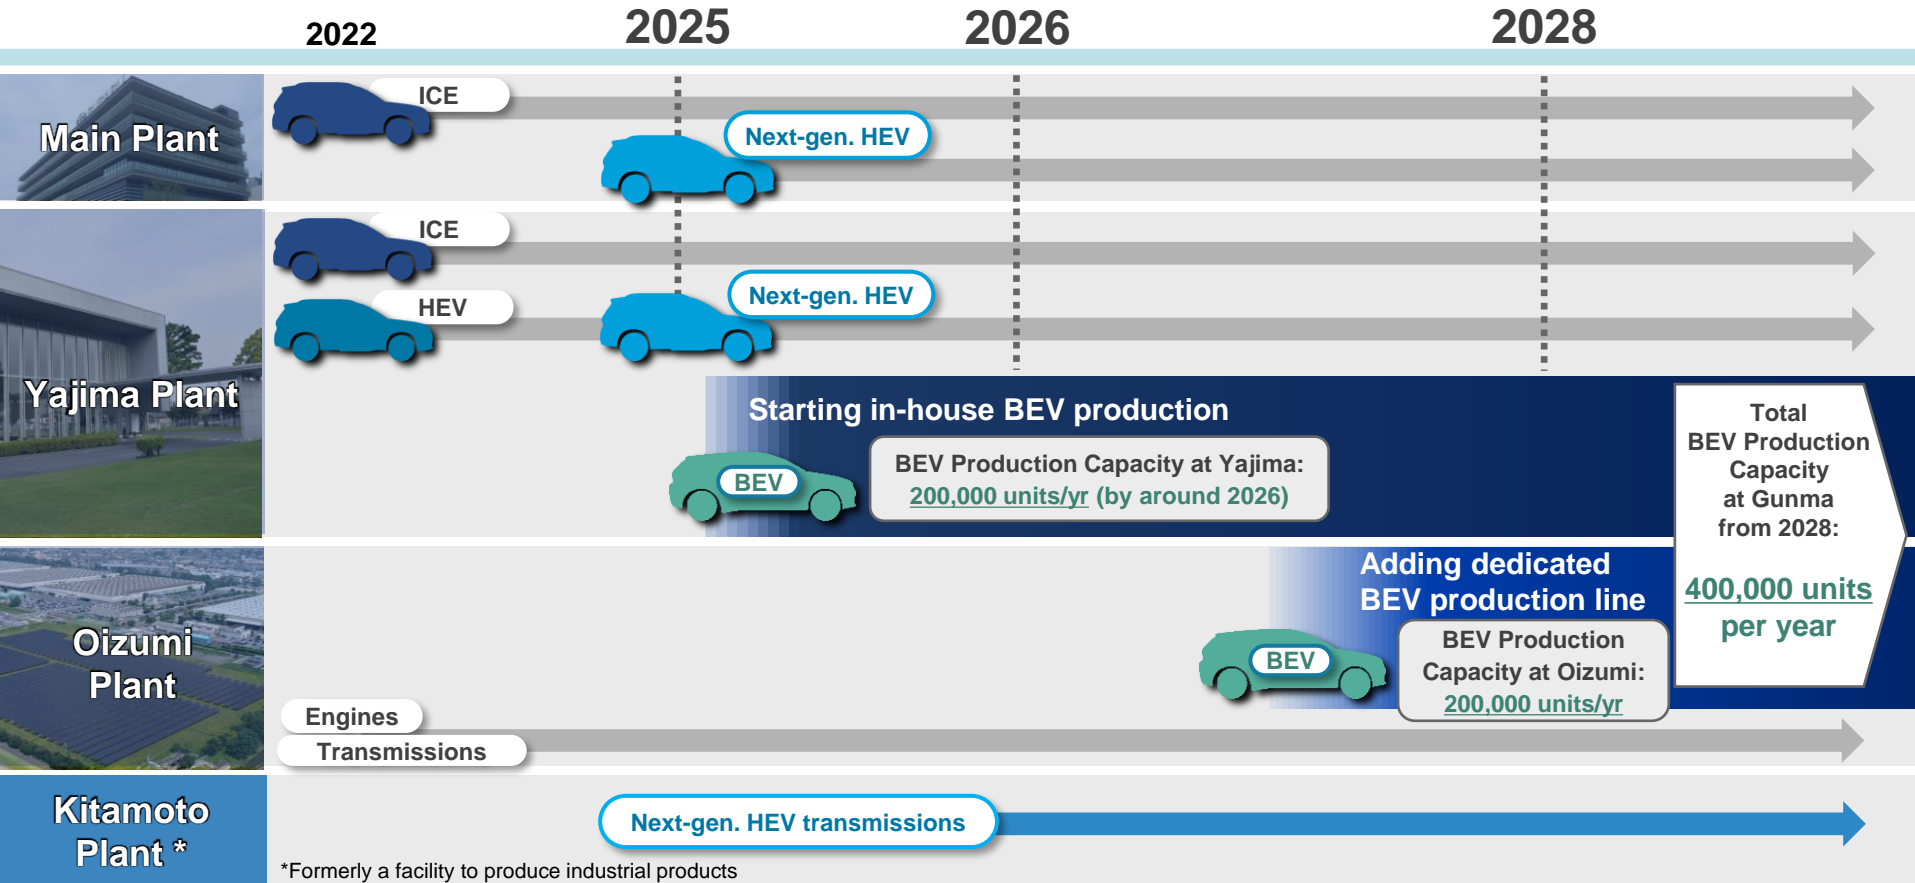 2022
2025
2026
2028
Main Plant
ICE
Next-gen. HEV
Yajima Plant
ICE
HEV
Next-gen. HEV
Starting in-house BEV production
BEV
BEV Production Capacity at Yajima:
200,000 units/yr (by around 2026)
Total
BEV Production
Capacity
at Gunma
from 2028:
400,000 units
per year
Oizumi
Plant
Adding dedicated
BEV production line
BEV
BEV Production
Capacity at Oizumi:
200,000 units/yr
Engines
Transmissions
Kitamoto
Plant *
Next-gen. HEV transmissions
*Formerly a facility to produce industrial products